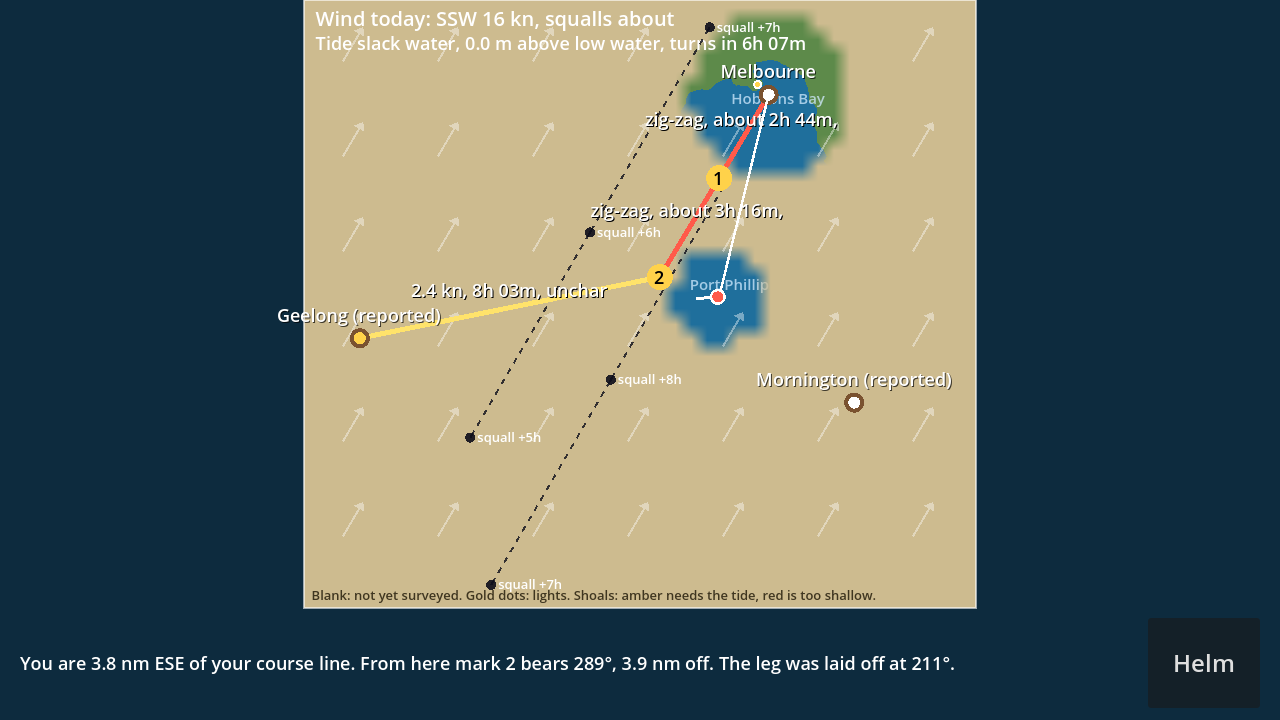 Wind today: SSW 16 kn, squalls about
Tide slack water, 0.0 m above low water, turns in 6h 07m
squall +7h
Melbourne
Hobsons Bay
zig-zag, about 2h 44m,
1
zig-zag, about 3h 16m,
squall +6h
2
Port Phillip
2.4 kn, 8h 03m, unchar
Geelong (reported)
squall +8h
Mornington (reported)
squall +5h
squall +7h
Blank: not yet surveyed. Gold dots: lights. Shoals: amber needs the tide, red is too shallow.
You are 3.8 nm ESE of your course line. From here mark 2 bears 289°, 3.9 nm off. The leg was laid off at 211°.
Helm